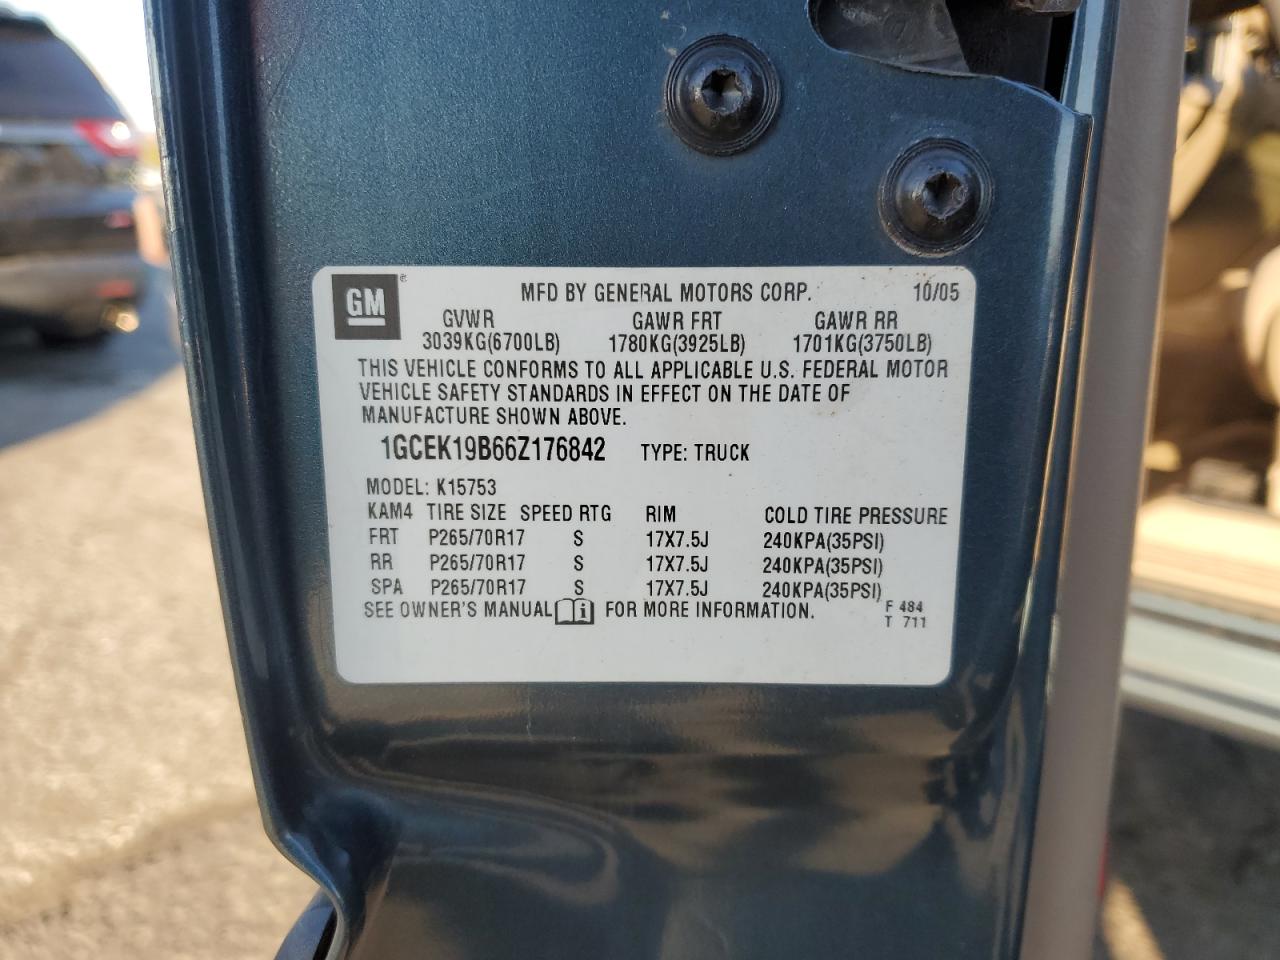 GM ®
MFD BY GENERAL MOTORS CORP. 10/05
GVWR GAWR FRT GAWR RR
3039KG(6700LB) 1780KG(3925LB) 1701KG(3750LB)
THIS VEHICLE CONFORMS TO ALL APPLICABLE U.S. FEDERAL MOTOR
VEHICLE SAFETY STANDARDS IN EFFECT ON THE DATE OF
MANUFACTURE SHOWN ABOVE.
1GCEK19B66Z176842 TYPE: TRUCK
MODEL: K15753
KAM4 TIRE SIZE SPEED RTG RIM COLD TIRE PRESSURE
FRT P265/70R17 S 17X7.5J 240KPA(35PSI)
RR P265/70R17 S 17X7.5J 240KPA(35PSI)
SPA P265/70R17 S 17X7.5J 240KPA(35PSI)
SEE OWNER'S MANUAL i FOR MORE INFORMATION. F 484
T 711